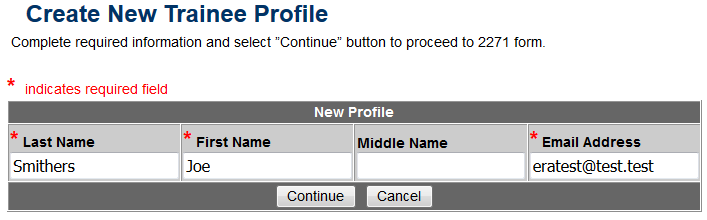 Create New Trainee Profile
Complete required information and select ”Continue” button to proceed to 2271 form.
* indicates required field
New Profile
* Last Name * First Name Middle Name * Email Address
Smithers Joe eratest@test.test
Continue Cancel